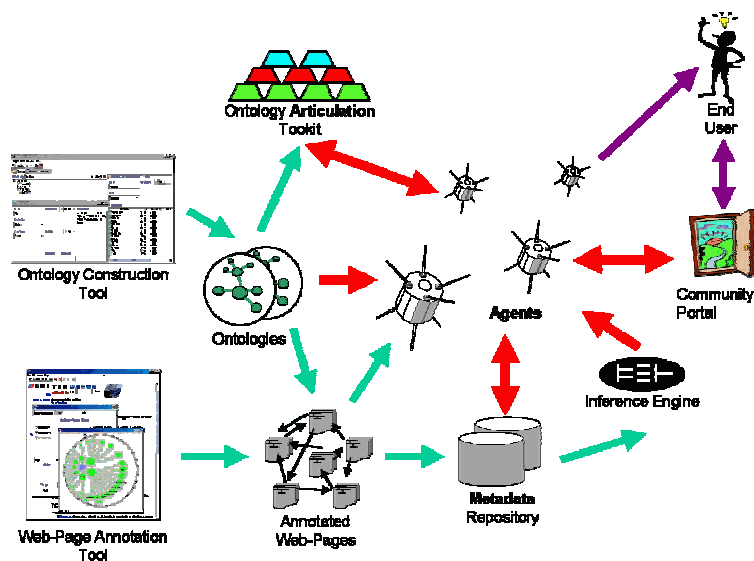 Ontology Articulation
Toolkit
End
User
Ontology Construction
Tool
Ontologies
Agents
Community
Portal
Inference Engine
Web-Page Annotation
Tool
Annotated
Web-Pages
Metadata
Repository